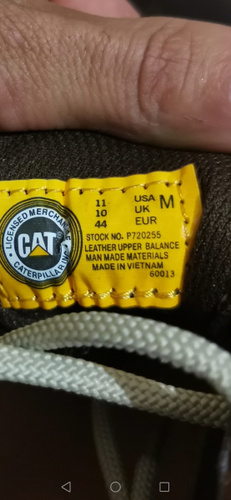 LICENSED MERCHA
CAT
CATERPILLAR INC
11 USA M
10 UK
44 EUR
STOCK NO. P720255
LEATHER UPPER BALANCE
MAN MADE MATERIALS
MADE IN VIETNAM
60013